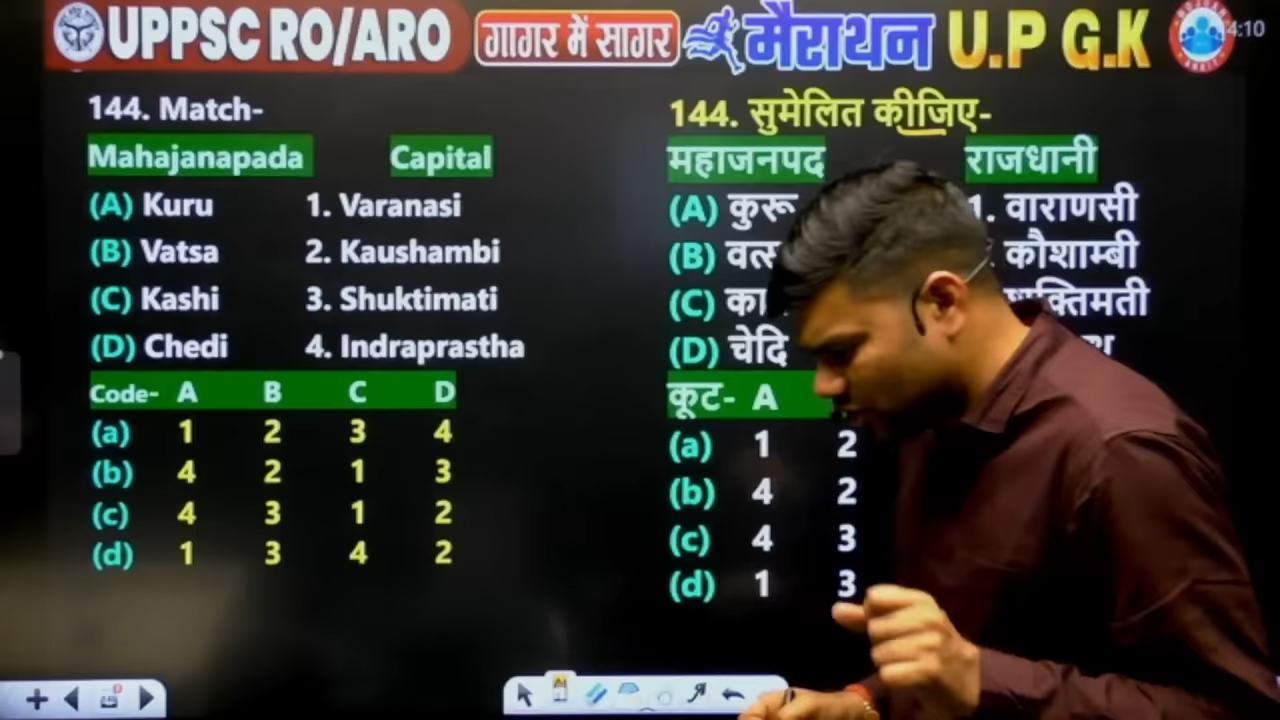 UPPSC RO/ARO गागर में सागर मैराथन U.P G.K
4:10
144. Match-
Mahajanapada Capital
(A) Kuru 1. Varanasi
(B) Vatsa 2. Kaushambi
(C) Kashi 3. Shuktimati
(D) Chedi 4. Indraprastha
Code- A B C D
(a) 1 2 3 4
(b) 4 2 1 3
(c) 4 3 1 2
(d) 1 3 4 2
144. सुमेलित कीजिए-
महाजनपद राजधानी
(A) कुरू 1. वाराणसी
(B) कौशाम्बी
(C)
(D) चेदि
कूट- A
(a) 1 2
(b) 4 2
(c) 4 3
(d) 1 3